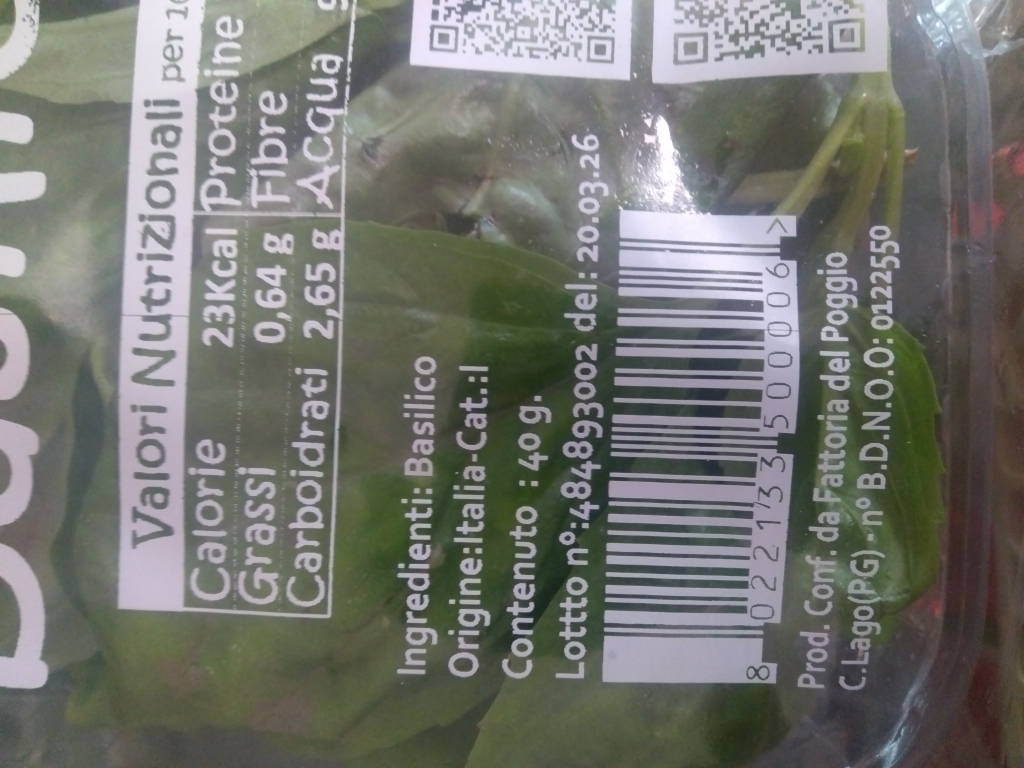 Valori Nutrizionali per
Calorie 23Kcal Proteine
Grassi 0,64 g Fibre
Carboidrati 2,65 g Acqua
Ingredienti: Basilico
Origine:Italia-Cat.:I
Contenuto : 40 g.
Lotto n°:484893002 del: 20.03.26
8 022133 500006 >
Prod. Conf. da Fattoria del Poggio
C.Lago(PG) -n° B.D.N.O.O: 0122550